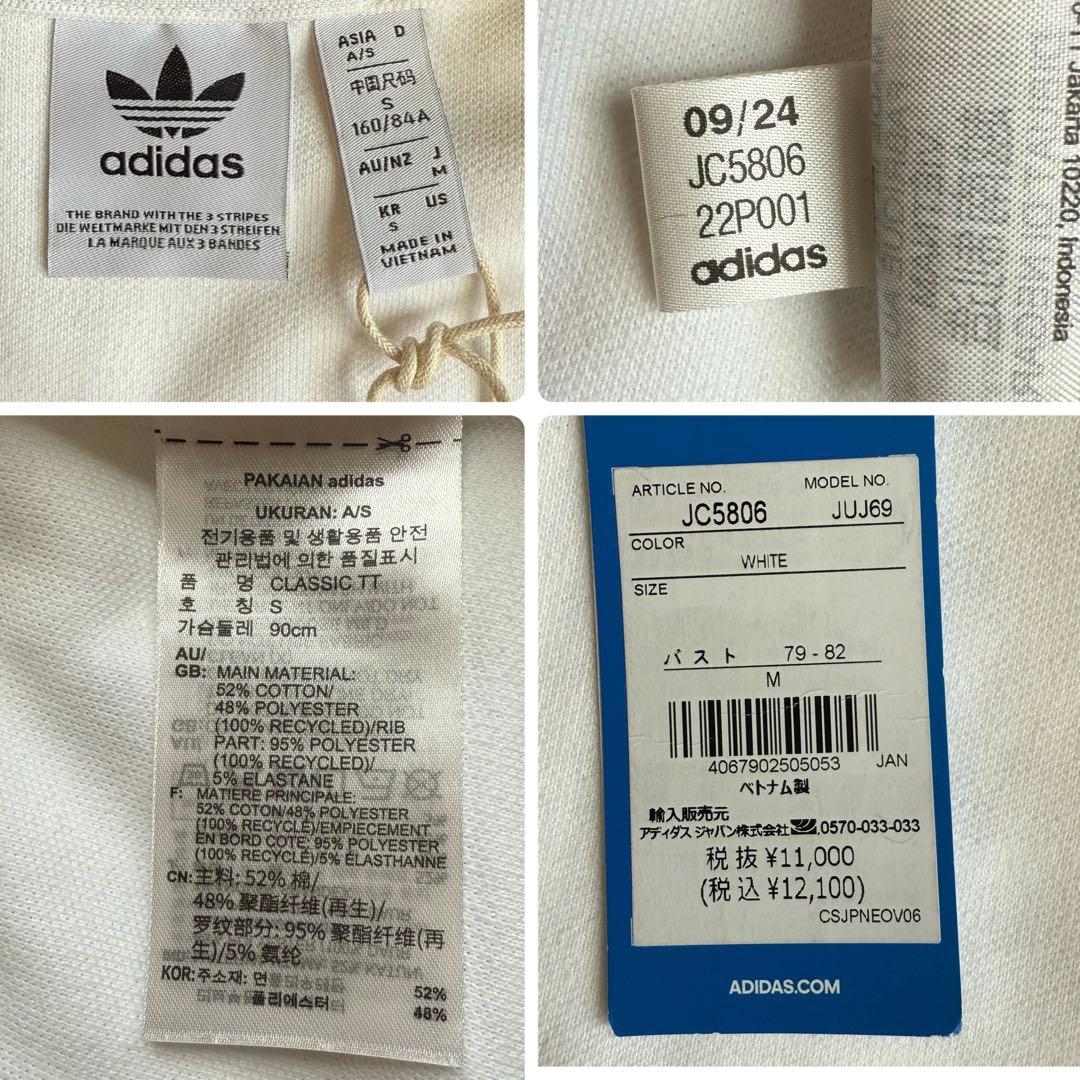 adidas
THE BRAND WITH THE 3 STRIPES
DIE WELTMARKE MIT DEN 3 STREIFEN
LA MARQUE AUX 3 BANDES
ASIA D
A/S
中国尺码
S
160/84A
AU/NZ J
M
KR US
S
MADE IN
VIETNAM
09/24
JC5806
22P001
adidas
Jakarta 10220, Indonesia
PAKAIAN adidas
UKURAN: A/S
전기용품 및 생활용품 안전
관리법에 의한 품질표시
품 명 CLASSIC TT
호 칭 S
가슴둘레 90cm
AU/
GB: MAIN MATERIAL:
52% COTTON/
48% POLYESTER
(100% RECYCLED)/RIB
PART: 95% POLYESTER
(100% RECYCLED)/
5% ELASTANE
F: MATIERE PRINCIPALE:
52% COTON/48% POLYESTER
(100% RECYCLE)/EMPIECEMENT
EN BORD COTE: 95% POLYESTER
(100% RECYCLE)/5% ÉLASTHANNE
CN: 主料: 52% 棉/
48% 聚酯纤维(再生)/
罗纹部分: 95% 聚酯纤维(再
生)/5% 氨纶
KOR: 주소재: 면 52%
폴리에스터 48%
ARTICLE NO. MODEL NO.
JC5806 JUJ69
COLOR
WHITE
SIZE
バスト 79 - 82
M
4067902505053 JAN
ベトナム製
輸入販売元
アディダス ジャパン株式会社 0570-033-033
税抜 ¥11,000
(税込 ¥12,100)
CSJPNEOV06
ADIDAS.COM